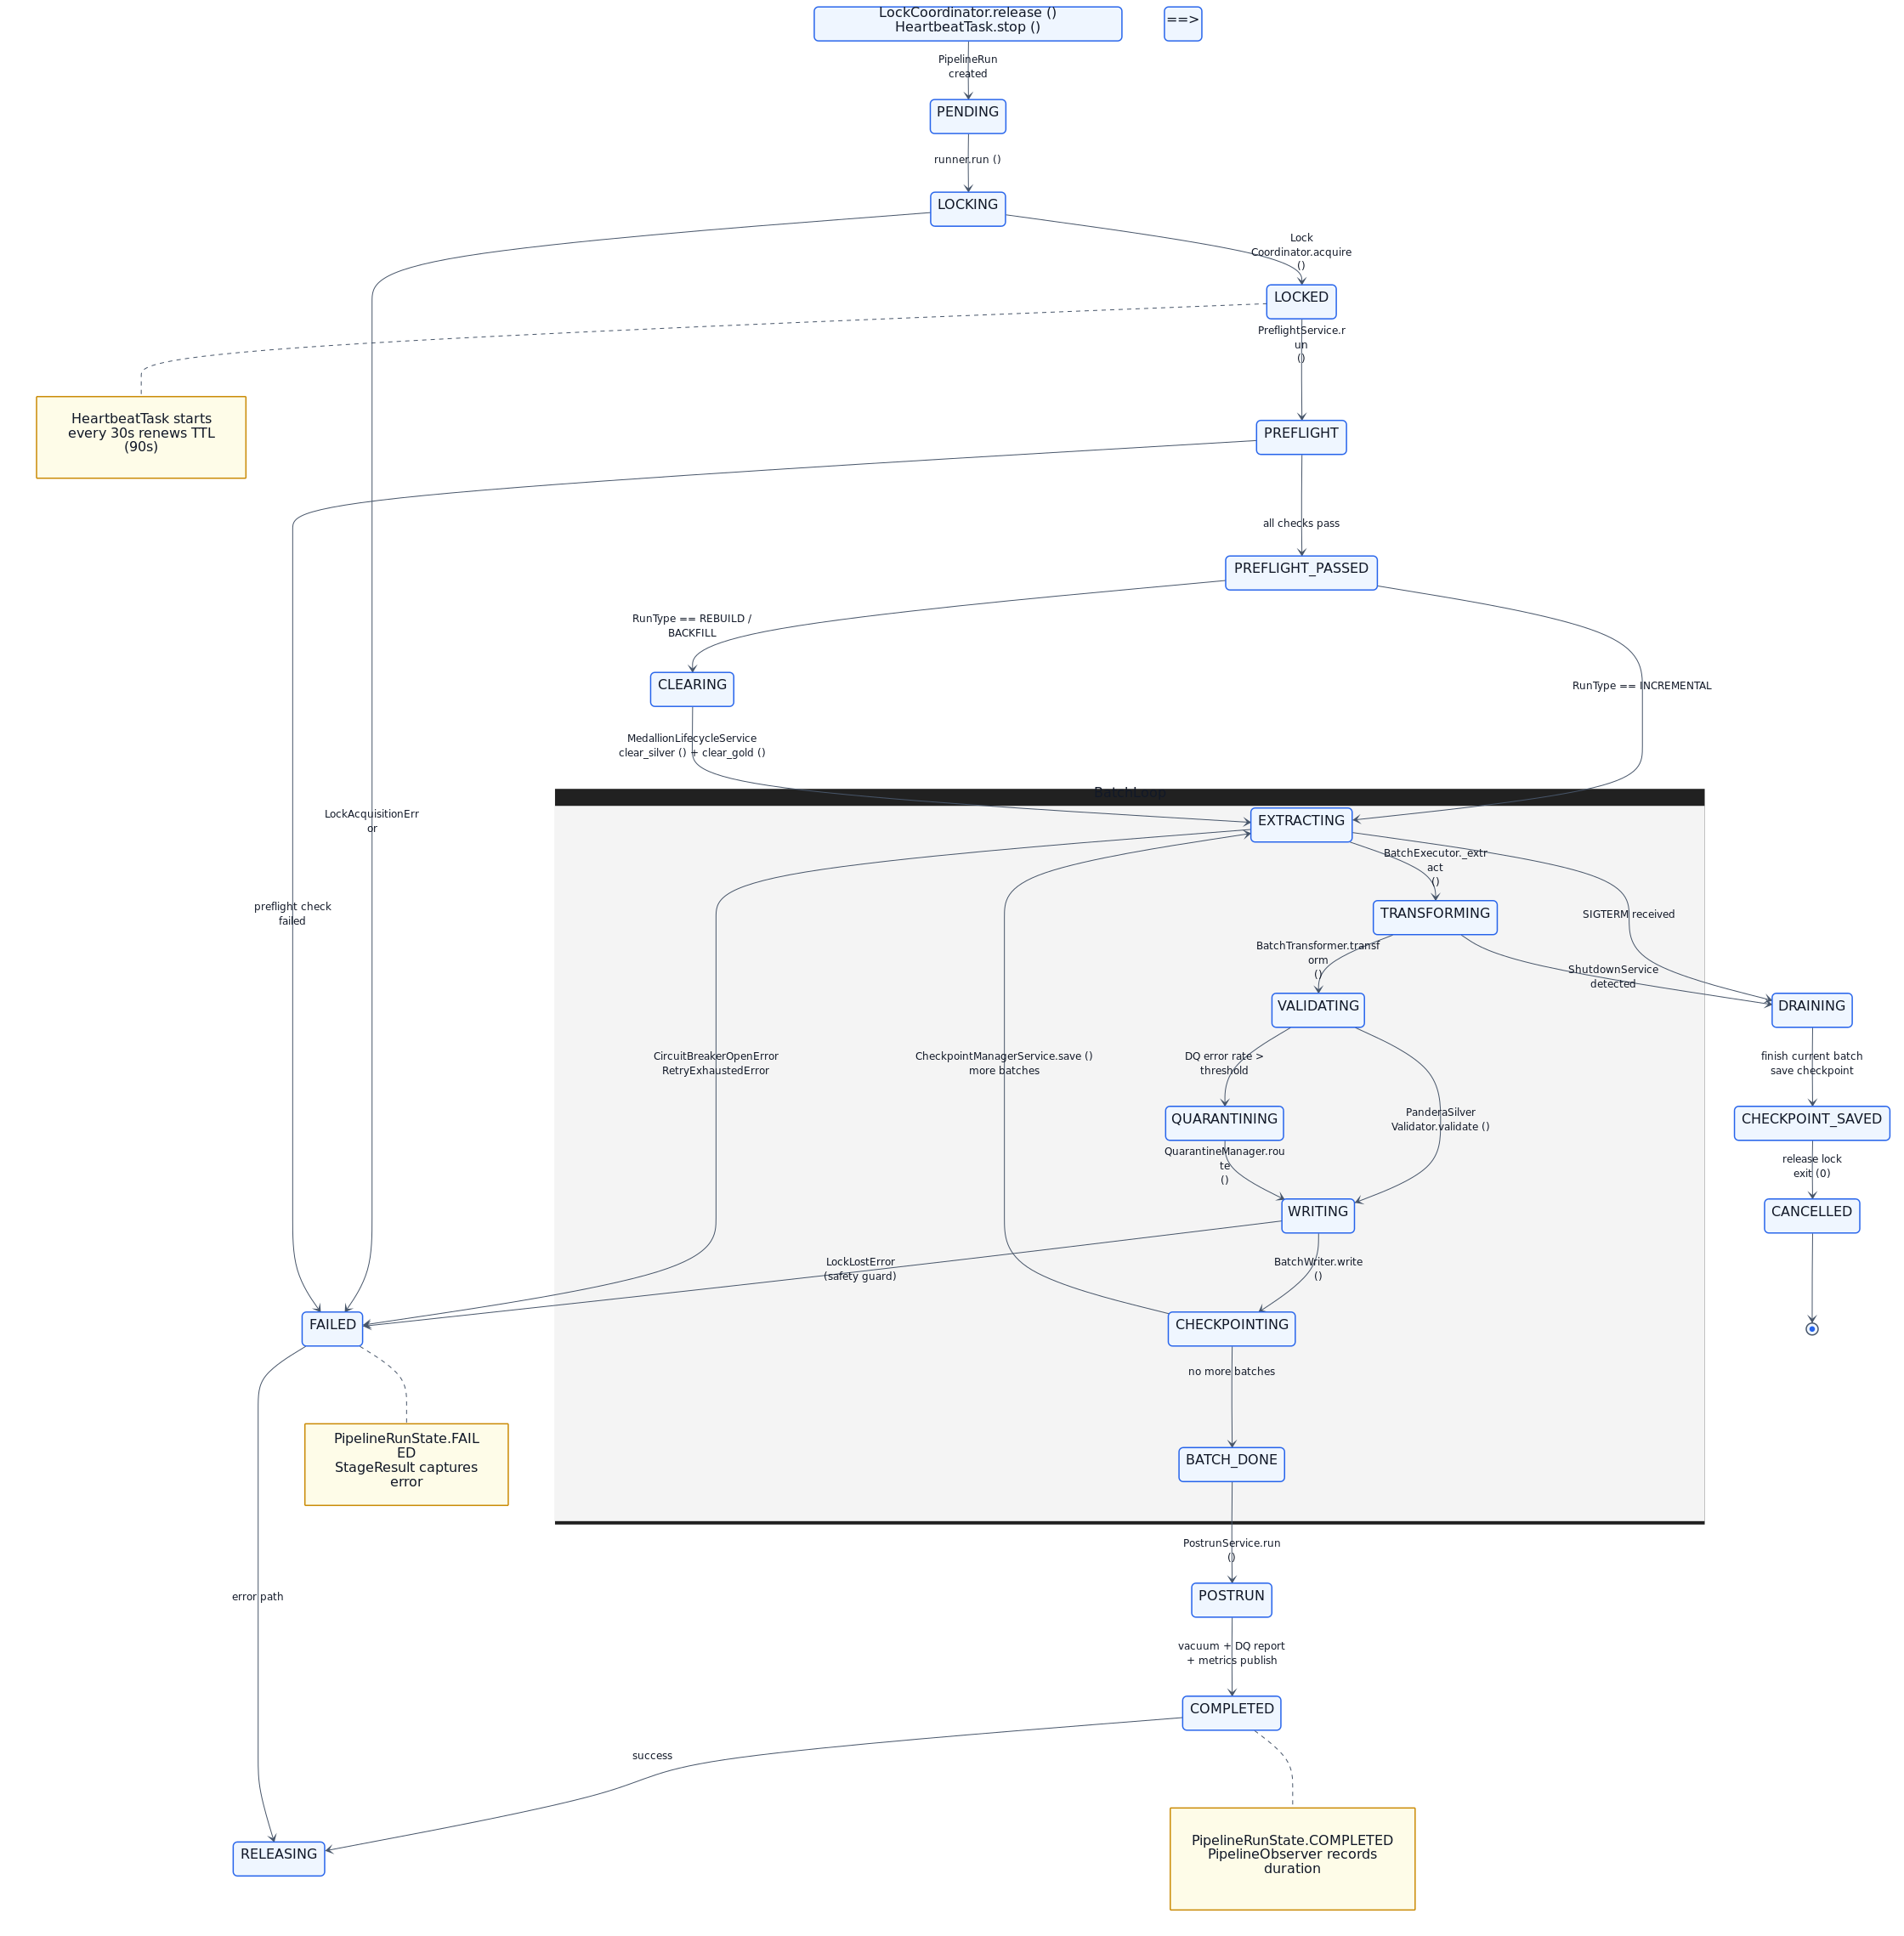 LockCoordinator.release ()
HeartbeatTask.stop ()
==>
PipelineRun
created
PENDING
runner.run ()
LOCKING
Lock
Coordinator.acquire
()
LOCKED
PreflightService.r
un
()
HeartbeatTask starts
every 30s renews TTL
(90s)
PREFLIGHT
all checks pass
PREFLIGHT_PASSED
RunType == REBUILD /
BACKFILL
CLEARING
RunType == INCREMENTAL
MedallionLifecycleService
clear_silver () + clear_gold ()
LockAcquisitionErr
or
EXTRACTING
BatchExecutor._extr
act
()
preflight check
failed
TRANSFORMING
SIGTERM received
BatchTransformer.transf
orm
()
ShutdownService
detected
VALIDATING
DRAINING
CircuitBreakerOpenError
RetryExhaustedError
CheckpointManagerService.save ()
more batches
DQ error rate >
threshold
finish current batch
save checkpoint
QUARANTINING
PanderaSilver
Validator.validate ()
CHECKPOINT_SAVED
QuarantineManager.rou
te
()
release lock
exit (0)
WRITING
CANCELLED
LockLostError
(safety guard)
BatchWriter.write
()
FAILED
CHECKPOINTING
no more batches
PipelineRunState.FAIL
ED
StageResult captures
error
BATCH_DONE
PostrunService.run
()
error path
POSTRUN
vacuum + DQ report
+ metrics publish
COMPLETED
success
RELEASING
PipelineRunState.COMPLETED
PipelineObserver records
duration